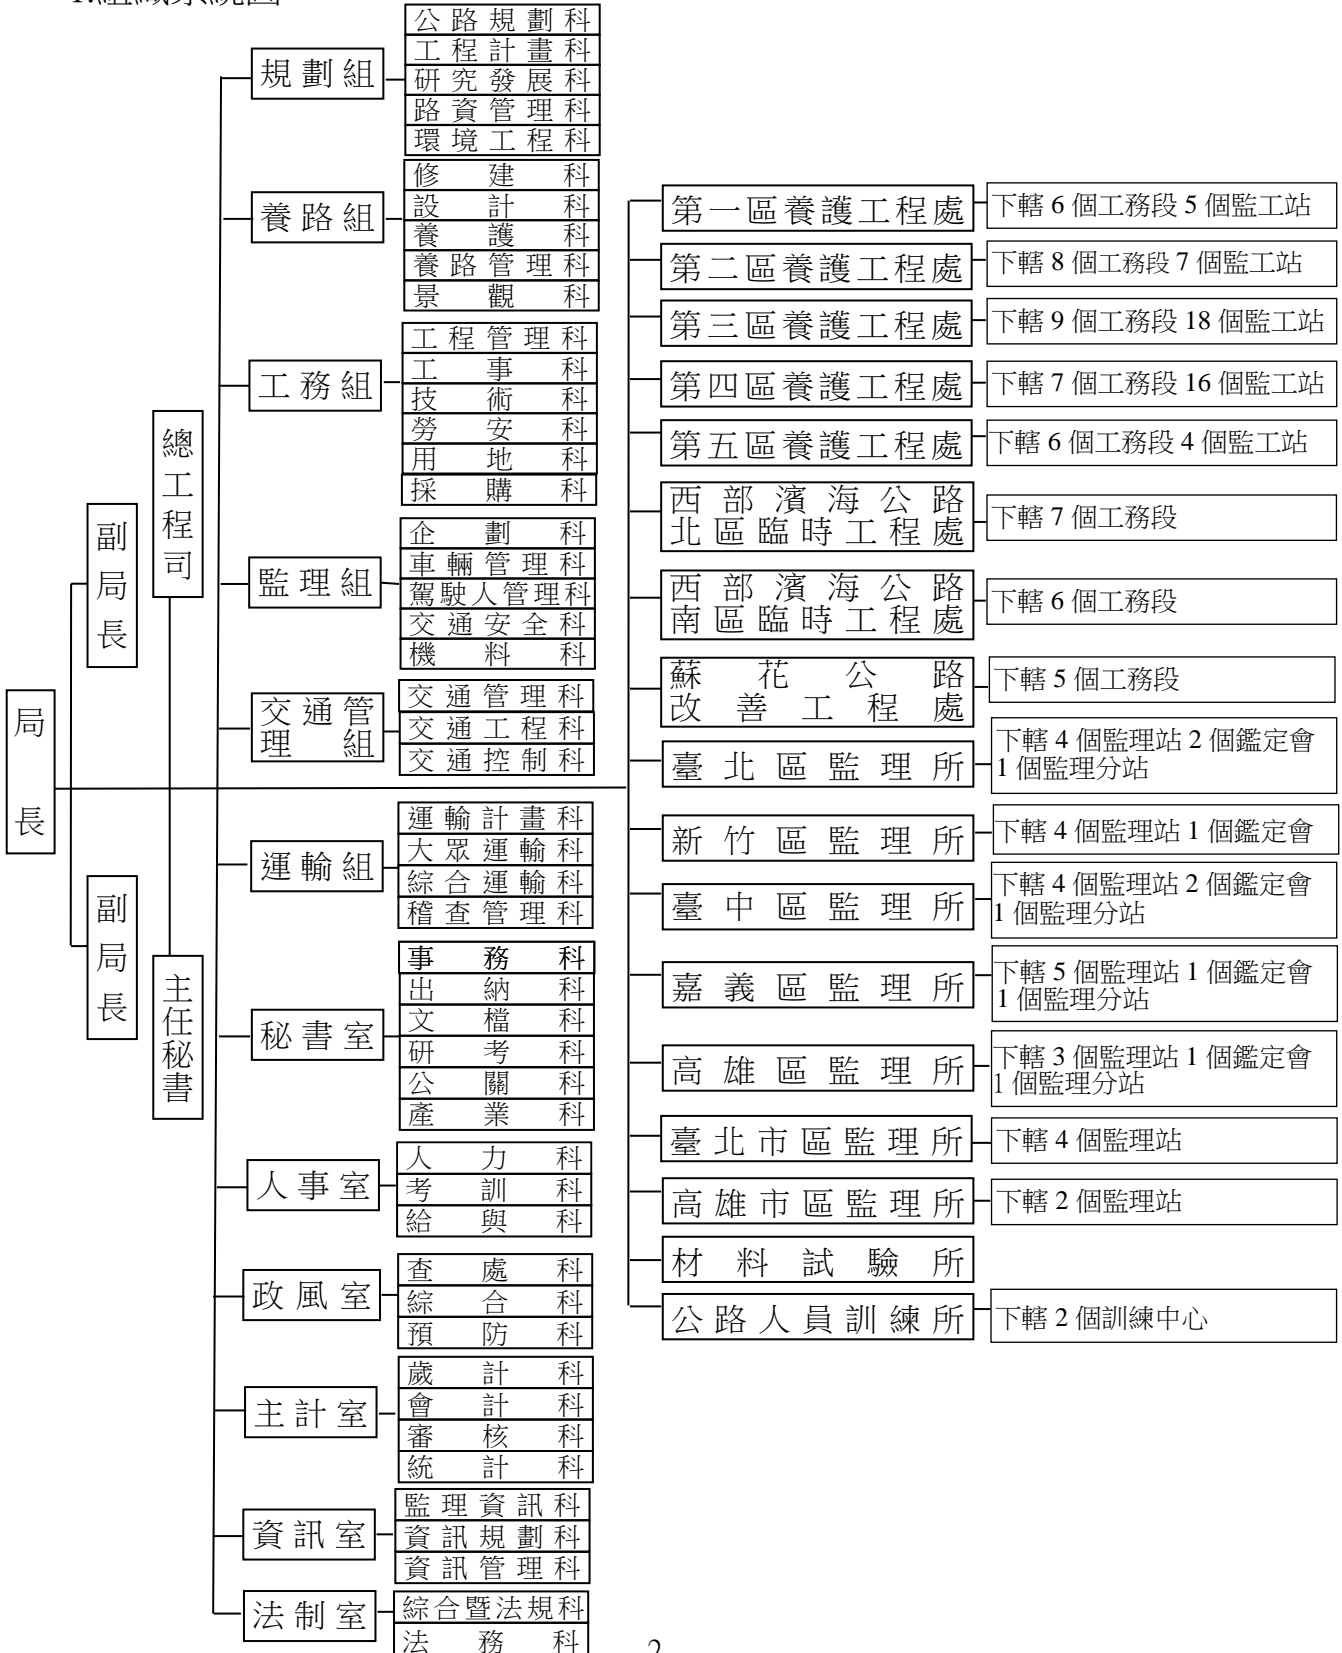 1.組織系統圖
局長
副局長
副局長
總工程司
主任秘書
規劃組
公路規劃科
工程計畫科
研究發展科
路資管理科
環境工程科
養路組
修建科
設計科
養護科
養路管理科
景觀科
工務組
工程管理科
工事科
技術科
勞安科
用地科
採購科
監理組
企劃科
車輛管理科
駕駛人管理科
交通安全科
機料科
交通管
理組
交通管理科
交通工程科
交通控制科
運輸組
運輸計畫科
大眾運輸科
綜合運輸科
稽查管理科
秘書室
事務科
出納科
文檔科
研考科
公關科
產業科
人事室
人力科
考訓科
給與科
政風室
查處科
綜合科
預防科
主計室
歲計科
會計科
審核科
統計科
資訊室
監理資訊科
資訊規劃科
資訊管理科
法制室
綜合暨法規科
法務科
第一區養護工程處
下轄 6 個工務段 5 個監工站
第二區養護工程處
下轄 8 個工務段 7 個監工站
第三區養護工程處
下轄 9 個工務段 18 個監工站
第四區養護工程處
下轄 7 個工務段 16 個監工站
第五區養護工程處
下轄 6 個工務段 4 個監工站
西部濱海公路
北區臨時工程處
下轄 7 個工務段
西部濱海公路
南區臨時工程處
下轄 6 個工務段
蘇花公路
改善工程處
下轄 5 個工務段
臺北區監理所
下轄 4 個監理站 2 個鑑定會
1 個監理分站
新竹區監理所
下轄 4 個監理站 1 個鑑定會
臺中區監理所
下轄 4 個監理站 2 個鑑定會
1 個監理分站
嘉義區監理所
下轄 5 個監理站 1 個鑑定會
1 個監理分站
高雄區監理所
下轄 3 個監理站 1 個鑑定會
1 個監理分站
臺北市區監理所
下轄 4 個監理站
高雄市區監理所
下轄 2 個監理站
材料試驗所
公路人員訓練所
下轄 2 個訓練中心
2